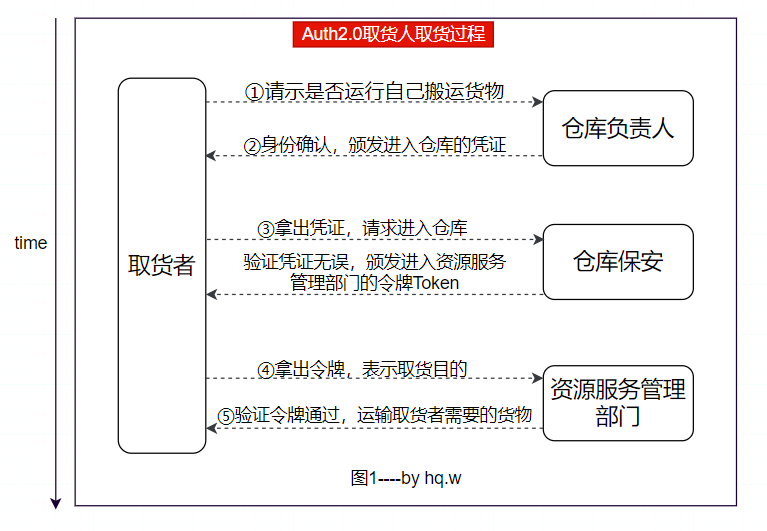 Auth2.0取货人取货过程
①请示是否运行自己搬运货物
仓库负责人
②身份确认，颁发进入仓库的凭证
time
取货者
③拿出凭证，请求进入仓库
仓库保安
验证凭证无误，颁发进入资源服务
管理部门的令牌Token
④拿出令牌，表示取货目的
资源服务管理
部门
⑤验证令牌通过，运输取货者需要的货物
图1----by hq.w